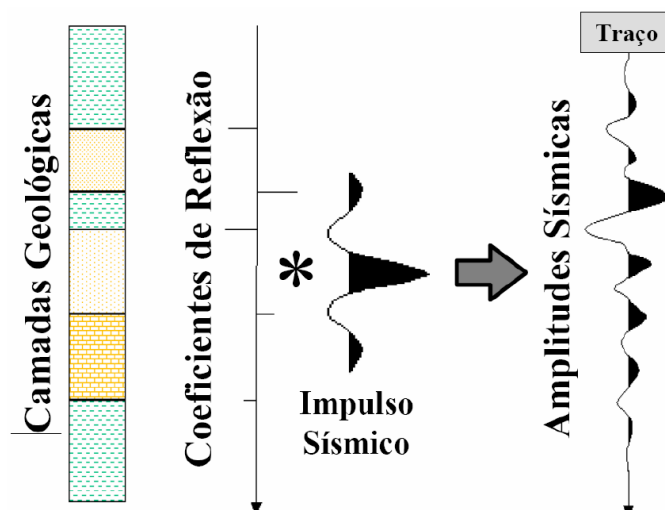 Camadas Geológicas
Coeficientes de Reflexão
*
Impulso
Sísmico
Amplitudes Sísmicas
Traço